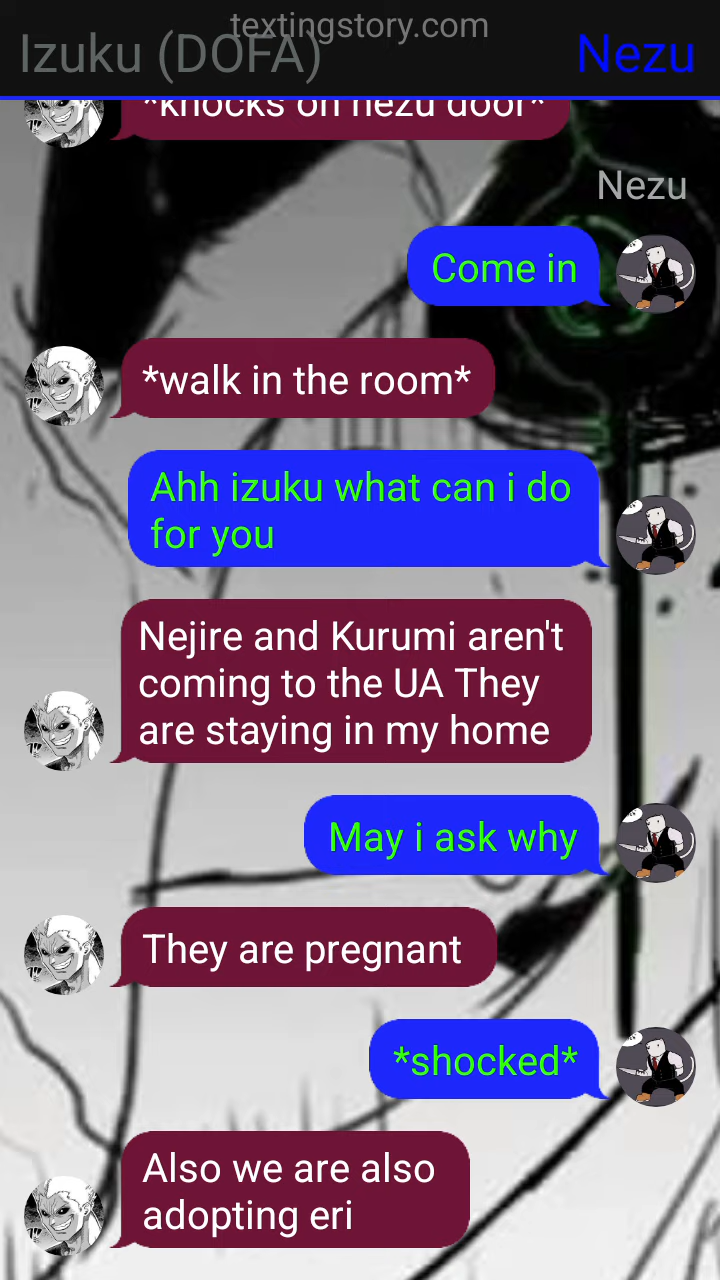 textingstory.com
Izuku (DOFA)
Nezu
*knocks on nezu door*
Nezu
Come in
*walk in the room*
Ahh izuku what can i do
for you
Nejire and Kurumi aren't
coming to the UA They
are staying in my home
May i ask why
They are pregnant
*shocked*
Also we are also
adopting eri